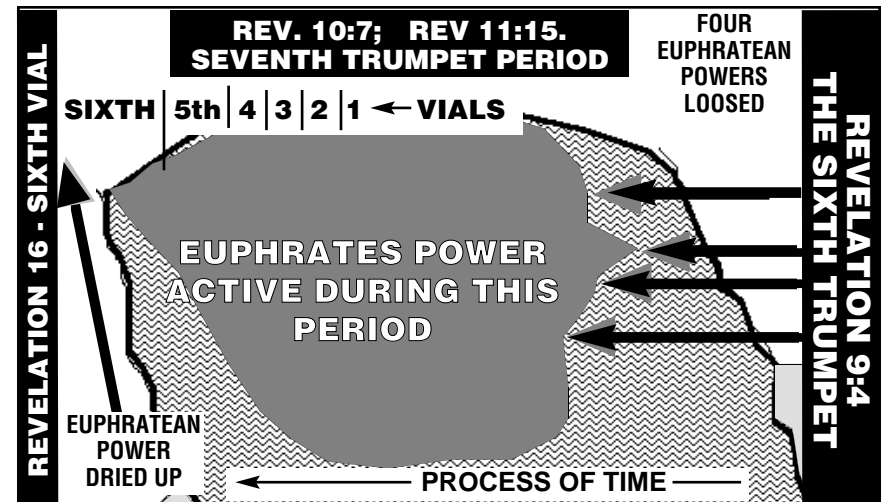 REV. 10:7; REV 11:15.
SEVENTH TRUMPET PERIOD
FOUR
EUPHRATEAN
POWERS
LOOSED
SIXTH 5th 4 3 2 1 ← VIALS
REVELATION 16 - SIXTH VIAL
EUPHRATES POWER
ACTIVE DURING THIS
PERIOD
REVELATION 9:4
THE SIXTH TRUMPET
EUPHRATEAN
POWER
DRIED UP
PROCESS OF TIME